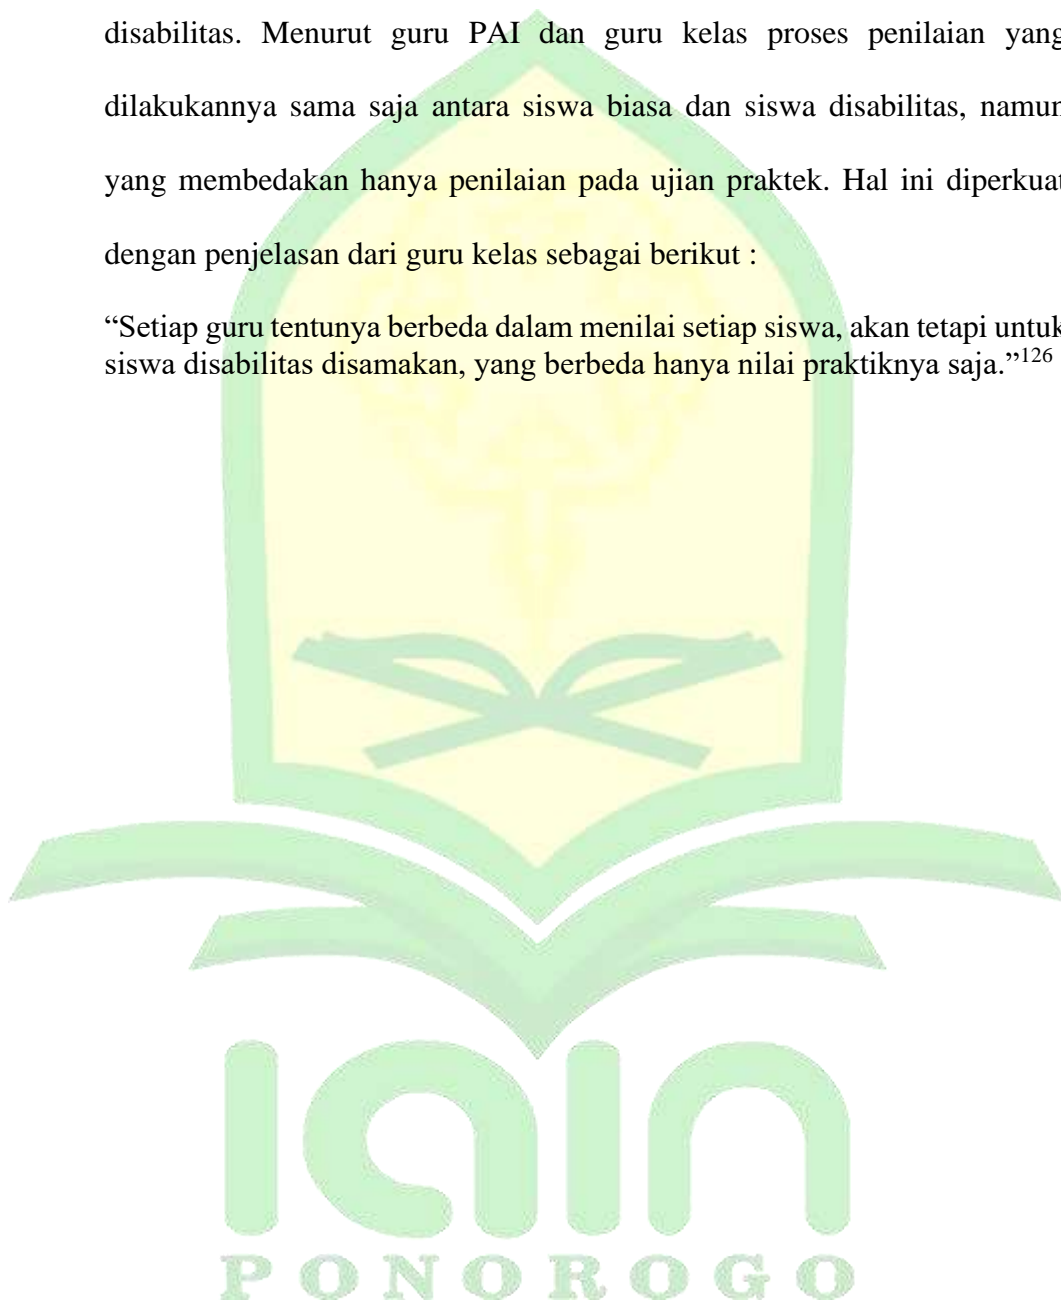 disabilitas. Menurut guru PAI dan guru kelas proses penilaian yang
dilakukannya sama saja antara siswa biasa dan siswa disabilitas, namun
yang membedakan hanya penilaian pada ujian praktek. Hal ini diperkuat
dengan penjelasan dari guru kelas sebagai berikut :
“Setiap guru tentunya berbeda dalam menilai setiap siswa, akan tetapi untuk
siswa disabilitas disamakan, yang berbeda hanya nilai praktiknya saja.”126
iain
PONOROGO